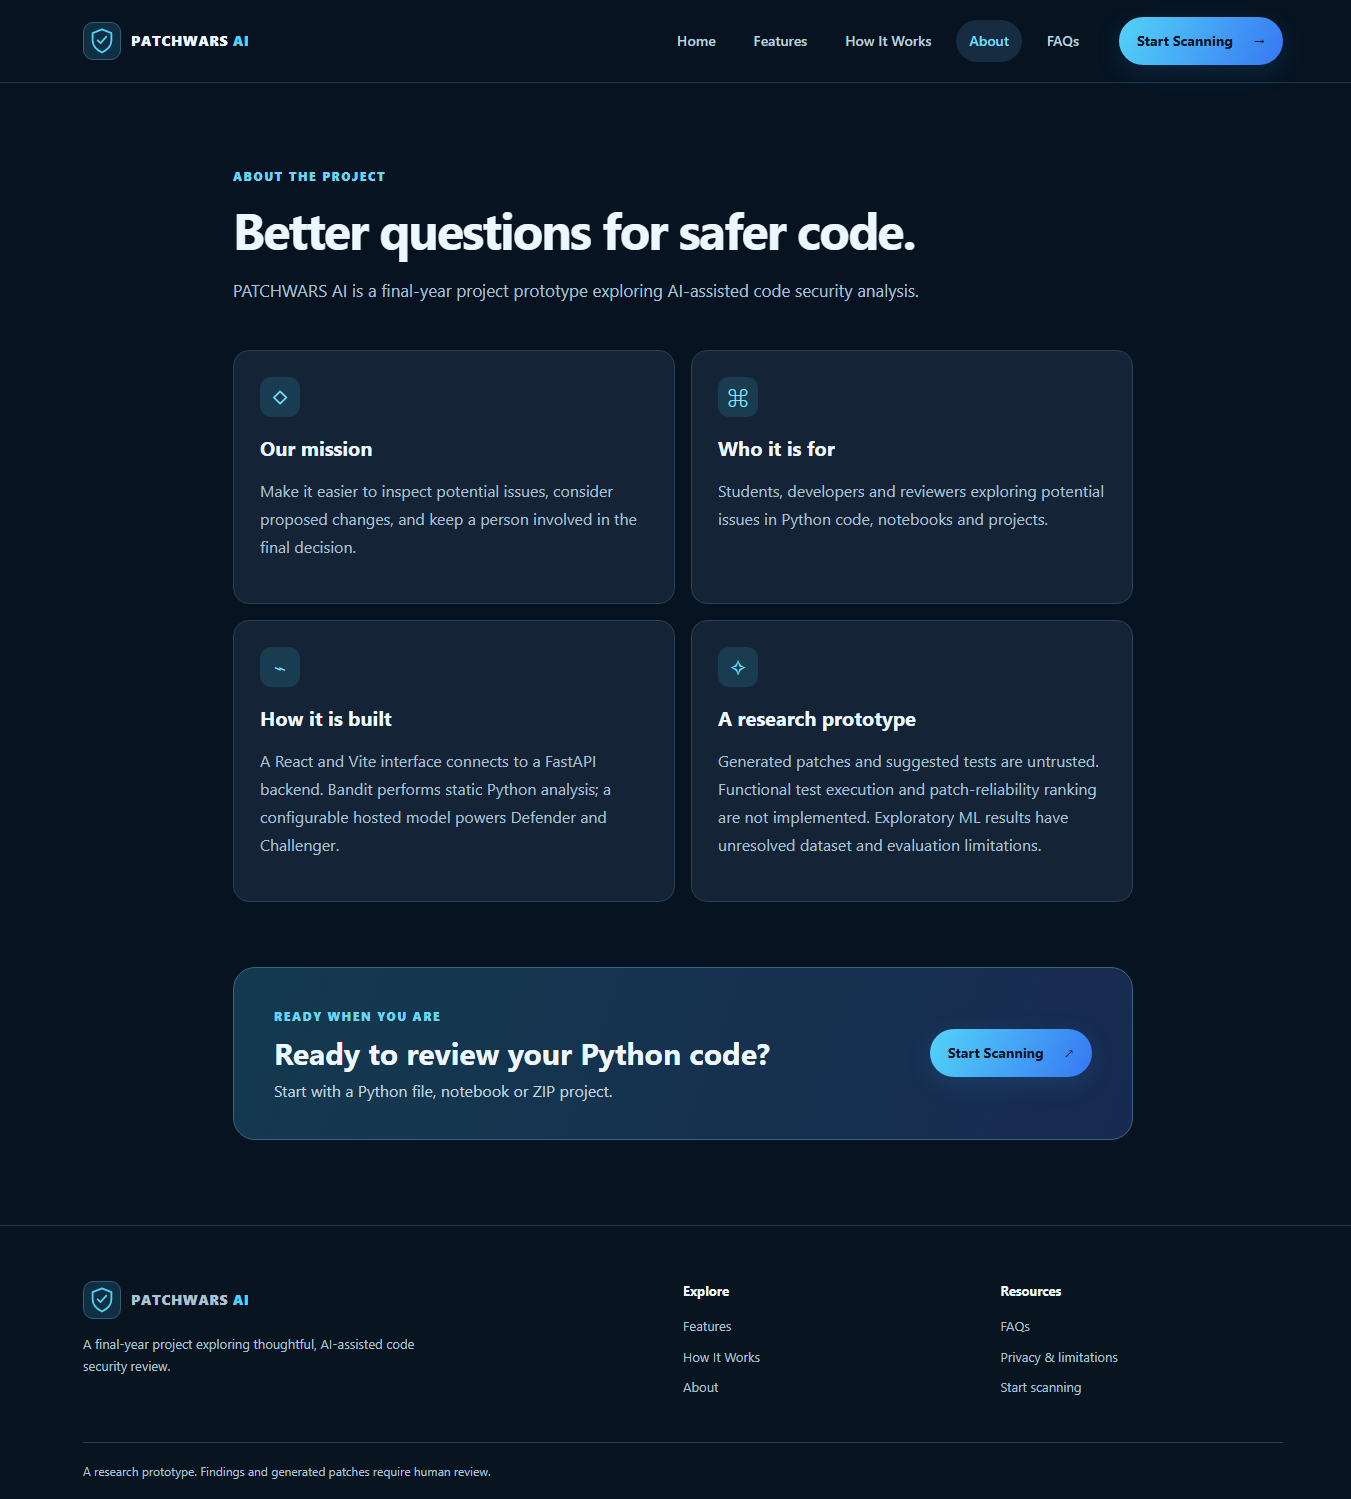 PATCHWARS AI
Home
Features
How It Works
About
FAQs
Start Scanning →
ABOUT THE PROJECT
Better questions for safer code.
PATCHWARS AI is a final-year project prototype exploring AI-assisted code security analysis.
◇
Our mission
Make it easier to inspect potential issues, consider
proposed changes, and keep a person involved in the
final decision.
⌘
Who it is for
Students, developers and reviewers exploring potential
issues in Python code, notebooks and projects.
⌁
How it is built
A React and Vite interface connects to a FastAPI
backend. Bandit performs static Python analysis; a
configurable hosted model powers Defender and
Challenger.
✧
A research prototype
Generated patches and suggested tests are untrusted.
Functional test execution and patch-reliability ranking
are not implemented. Exploratory ML results have
unresolved dataset and evaluation limitations.
READY WHEN YOU ARE
Ready to review your Python code?
Start with a Python file, notebook or ZIP project.
Start Scanning ↗
PATCHWARS AI
A final-year project exploring thoughtful, AI-assisted code
security review.
Explore
Features
How It Works
About
Resources
FAQs
Privacy & limitations
Start scanning
A research prototype. Findings and generated patches require human review.